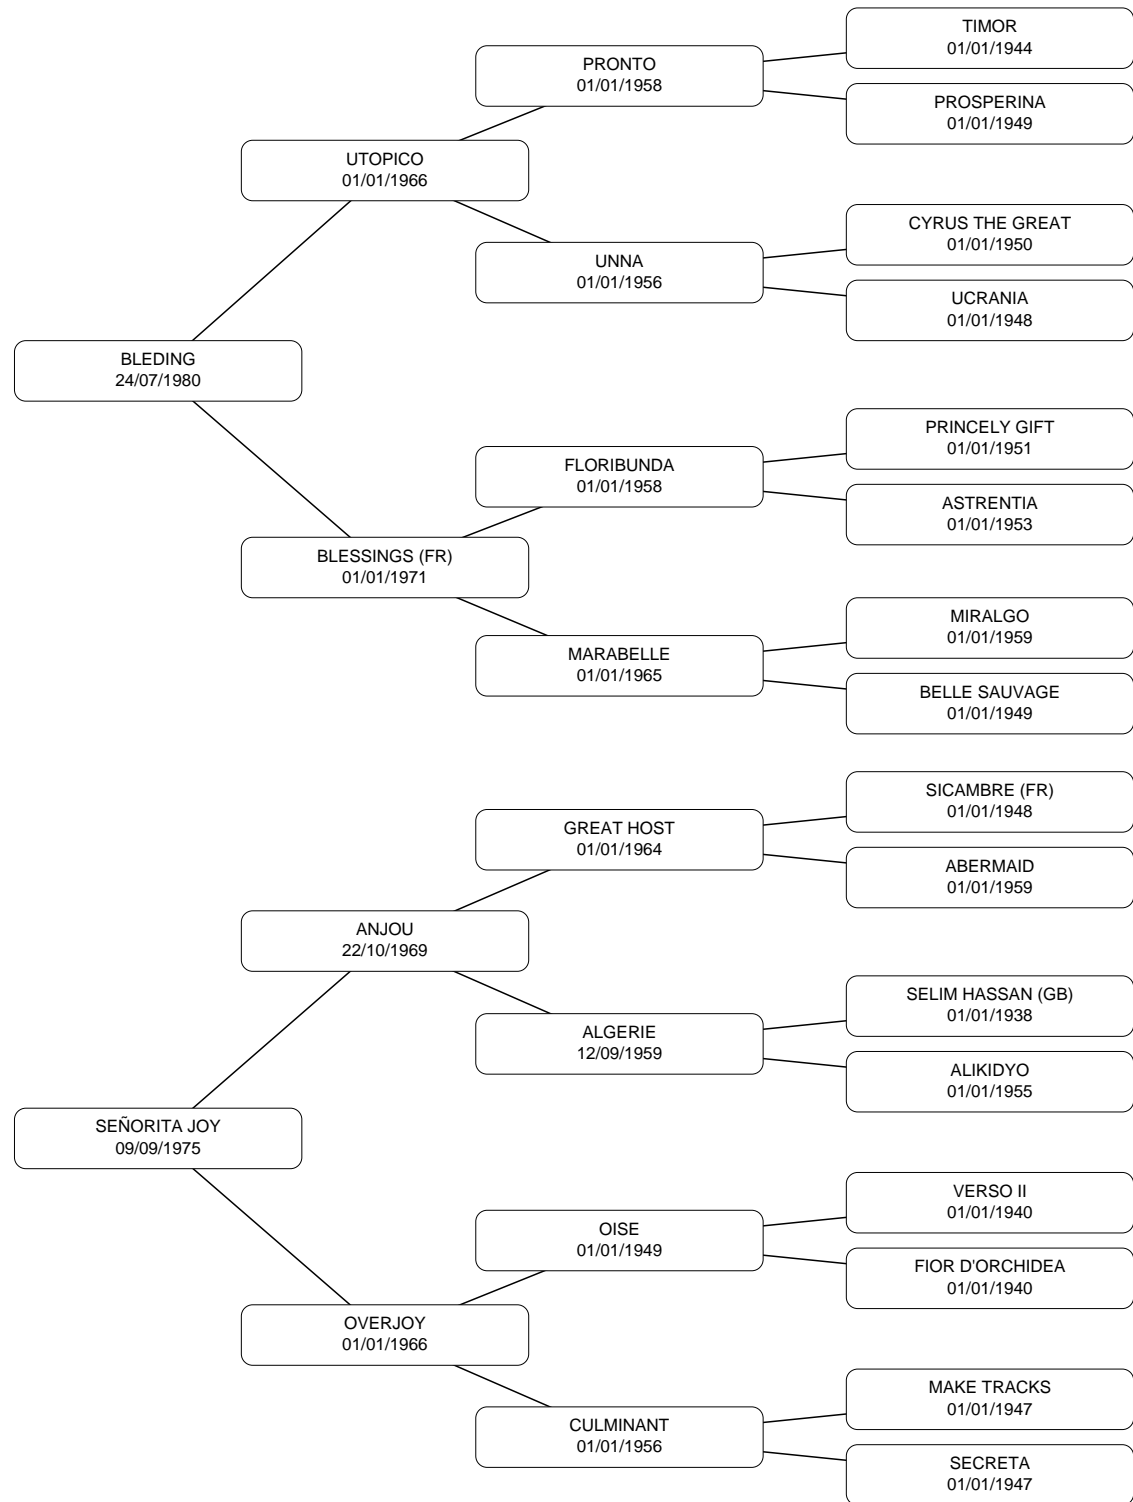 TIMOR
01/01/1944
PRONTO
01/01/1958
PROSPERINA
01/01/1949
UTOPICO
01/01/1966
CYRUS THE GREAT
01/01/1950
UNNA
01/01/1956
UCRANIA
01/01/1948
BLEDING
24/07/1980
PRINCELY GIFT
01/01/1951
FLORIBUNDA
01/01/1958
ASTRENTIA
01/01/1953
BLESSINGS (FR)
01/01/1971
MIRALGO
01/01/1959
MARABELLE
01/01/1965
BELLE SAUVAGE
01/01/1949
SICAMBRE (FR)
01/01/1948
GREAT HOST
01/01/1964
ABERMAID
01/01/1959
ANJOU
22/10/1969
SELIM HASSAN (GB)
01/01/1938
ALGERIE
12/09/1959
ALIKIDYO
01/01/1955
SEÑORITA JOY
09/09/1975
VERSO II
01/01/1940
OISE
01/01/1949
FIOR D'ORCHIDEA
01/01/1940
OVERJOY
01/01/1966
MAKE TRACKS
01/01/1947
CULMINANT
01/01/1956
SECRETA
01/01/1947